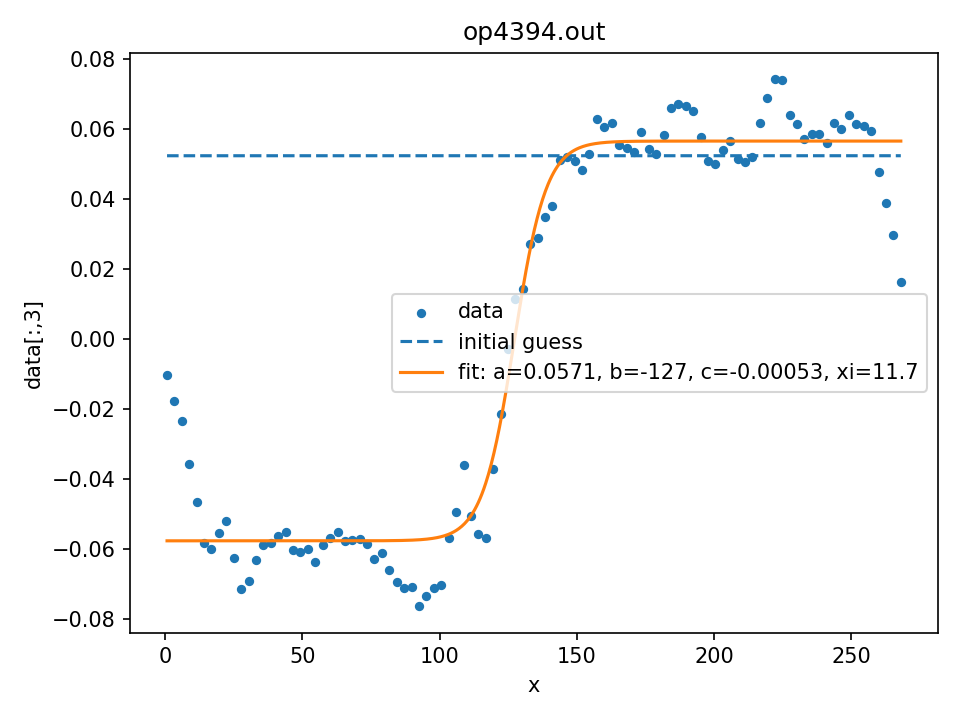 op4394.out
0.08
0.06
0.04
0.02
0.00
−0.02
−0.04
−0.06
−0.08
data[:,3]
data
initial guess
fit: a=0.0571, b=-127, c=-0.00053, xi=11.7
0 50 100 150 200 250
x